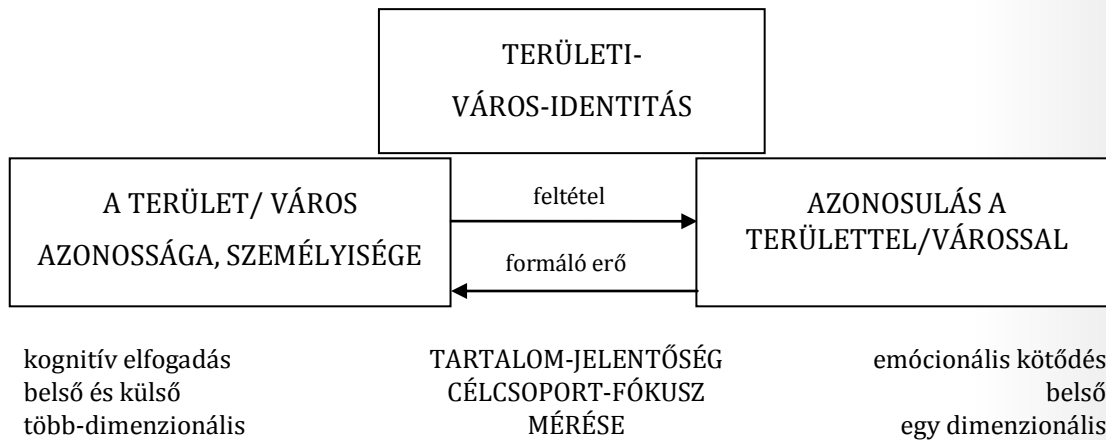 TERÜLETI-
VÁROS-IDENTITÁS
A TERÜLET/ VÁROS
AZONOSSÁGA, SZEMÉLYISÉGE
feltétel
formáló erő
AZONOSULÁS A
TERÜLETTEL/VÁROSSAL
kognitív elfogadás TARTALOM-JELENTŐSÉG emócionális kötődés
belső és külső CÉLCSOPORT-FÓKUSZ belső
több-dimenzionális MÉRÉSE egy dimenzionális